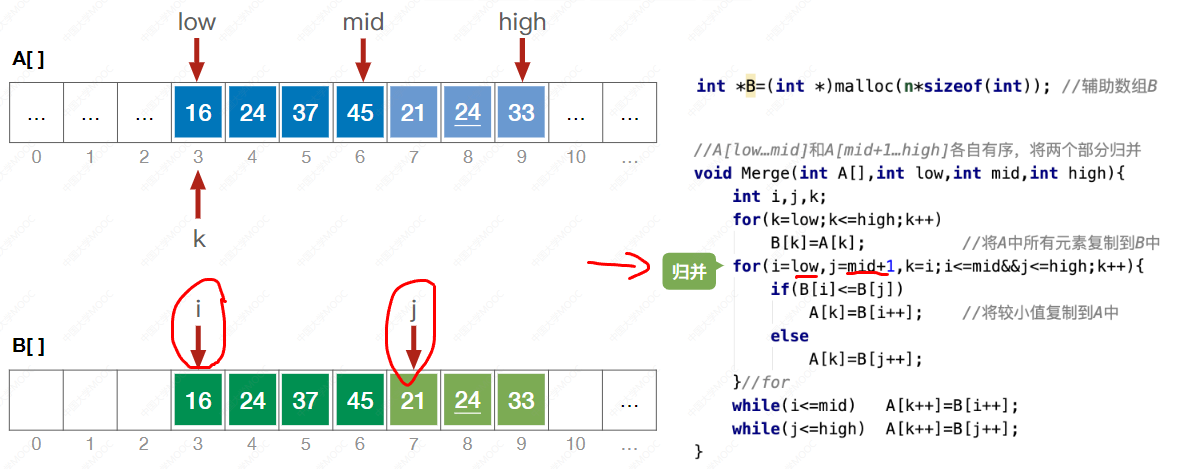 low mid high
A[ ]
... ... ... 16 24 37 45 21 24 33 ... ...
0 1 2 3 4 5 6 7 8 9 10 ...
k
i j
B[ ]
16 24 37 45 21 24 33 ...
0 1 2 3 4 5 6 7 8 9 10 ...
int *B=(int *)malloc(n*sizeof(int)); //辅助数组B
//A[low…mid]和A[mid+1…high]各自有序，将两个部分归并
void Merge(int A[],int low,int mid,int high){
int i,j,k;
for(k=low;k<=high;k++)
B[k]=A[k]; //将A中所有元素复制到B中
归并
for(i=low,j=mid+1,k=i;i<=mid&&j<=high;k++){
if(B[i]<=B[j])
A[k]=B[i++]; //将较小值复制到A中
else
A[k]=B[j++];
}//for
while(i<=mid) A[k++]=B[i++];
while(j<=high) A[k++]=B[j++];
}